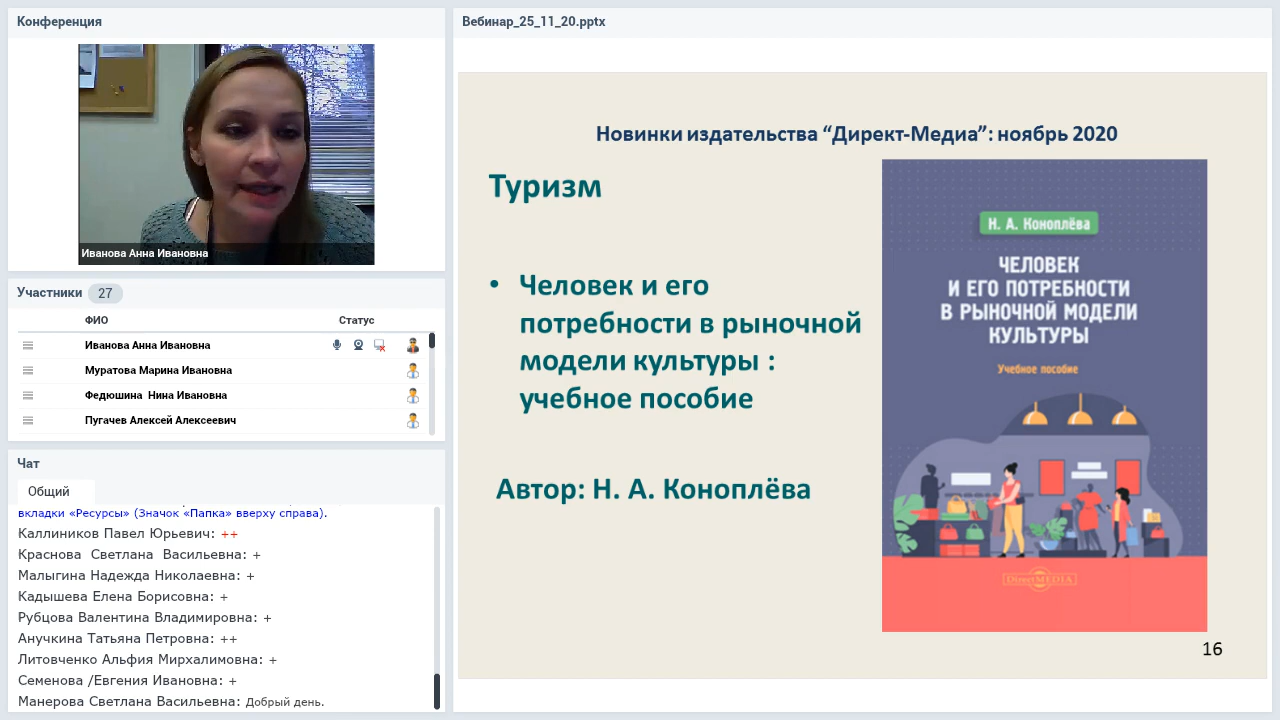 Конференция
Иванова Анна Ивановна
Участники 27
ФИО Статус
Иванова Анна Ивановна
Муратова Марина Ивановна
Федюшина Нина Ивановна
Пугачев Алексей Алексеевич
Чат
Общий
вкладки «Ресурсы» (Значок «Папка» вверху справа).
Каллиников Павел Юрьевич: ++
Краснова Светлана Васильевна: +
Малыгина Надежда Николаевна: +
Кадышева Елена Борисовна: +
Рубцова Валентина Владимировна: +
Анучкина Татьяна Петровна: ++
Литовченко Альфия Мирхалимовна: +
Семенова /Евгения Ивановна: +
Манерова Светлана Васильевна: Добрый день.
Вебинар_25_11_20.pptx
Новинки издательства “Директ-Медиа”: ноябрь 2020
Туризм
• Человек и его
потребности в рыночной
модели культуры :
учебное пособие
Автор: Н. А. Коноплёва
Н. А. Коноплёва
ЧЕЛОВЕК
И ЕГО ПОТРЕБНОСТИ
В РЫНОЧНОЙ МОДЕЛИ
КУЛЬТУРЫ
Учебное пособие
DirectMEDIA
16